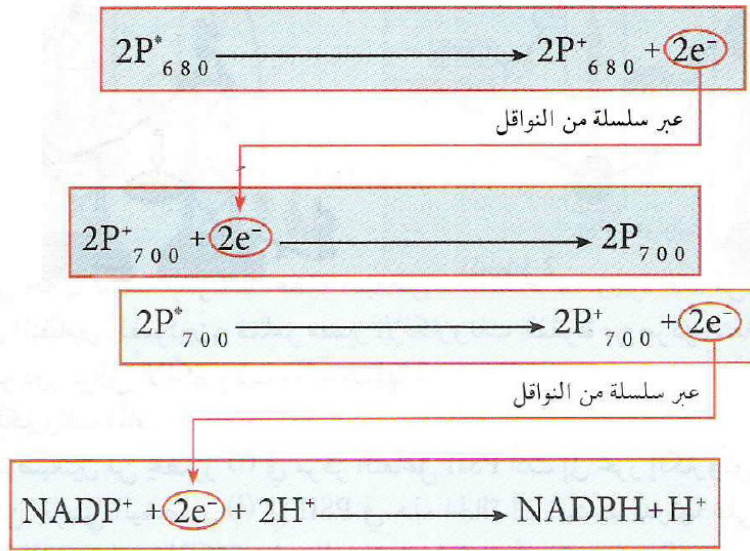 2P*₆₈₀ → 2P⁺₆₈₀ + 2e⁻
عبر سلسلة من النواقل
2P⁺₇₀₀ + 2e⁻ → 2P₇₀₀
2P*₇₀₀ → 2P⁺₇₀₀ + 2e⁻
عبر سلسلة من النواقل
NADP⁺ + 2e⁻ + 2H⁺ → NADPH + H⁺